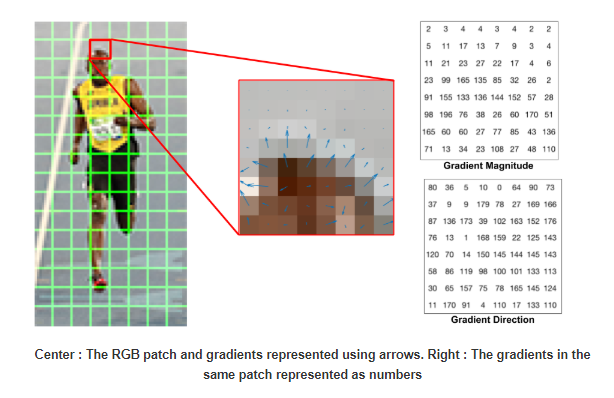 2 3 4 4 3 4 2 2
5 11 17 13 7 9 3 4
11 21 23 27 22 17 4 6
23 99 165 135 85 32 26 2
91 155 133 136 144 152 57 28
98 196 76 38 26 60 170 51
165 60 60 27 77 85 43 136
71 13 34 23 108 27 48 110
Gradient Magnitude
80 36 5 10 0 64 90 73
37 9 9 179 78 27 169 166
87 136 173 39 102 163 152 176
76 13 1 168 159 22 125 143
120 70 14 150 145 144 145 143
58 86 119 98 100 101 133 113
30 65 157 75 78 165 145 124
11 170 91 4 110 17 133 110
Gradient Direction
Center : The RGB patch and gradients represented using arrows. Right : The gradients in the
same patch represented as numbers